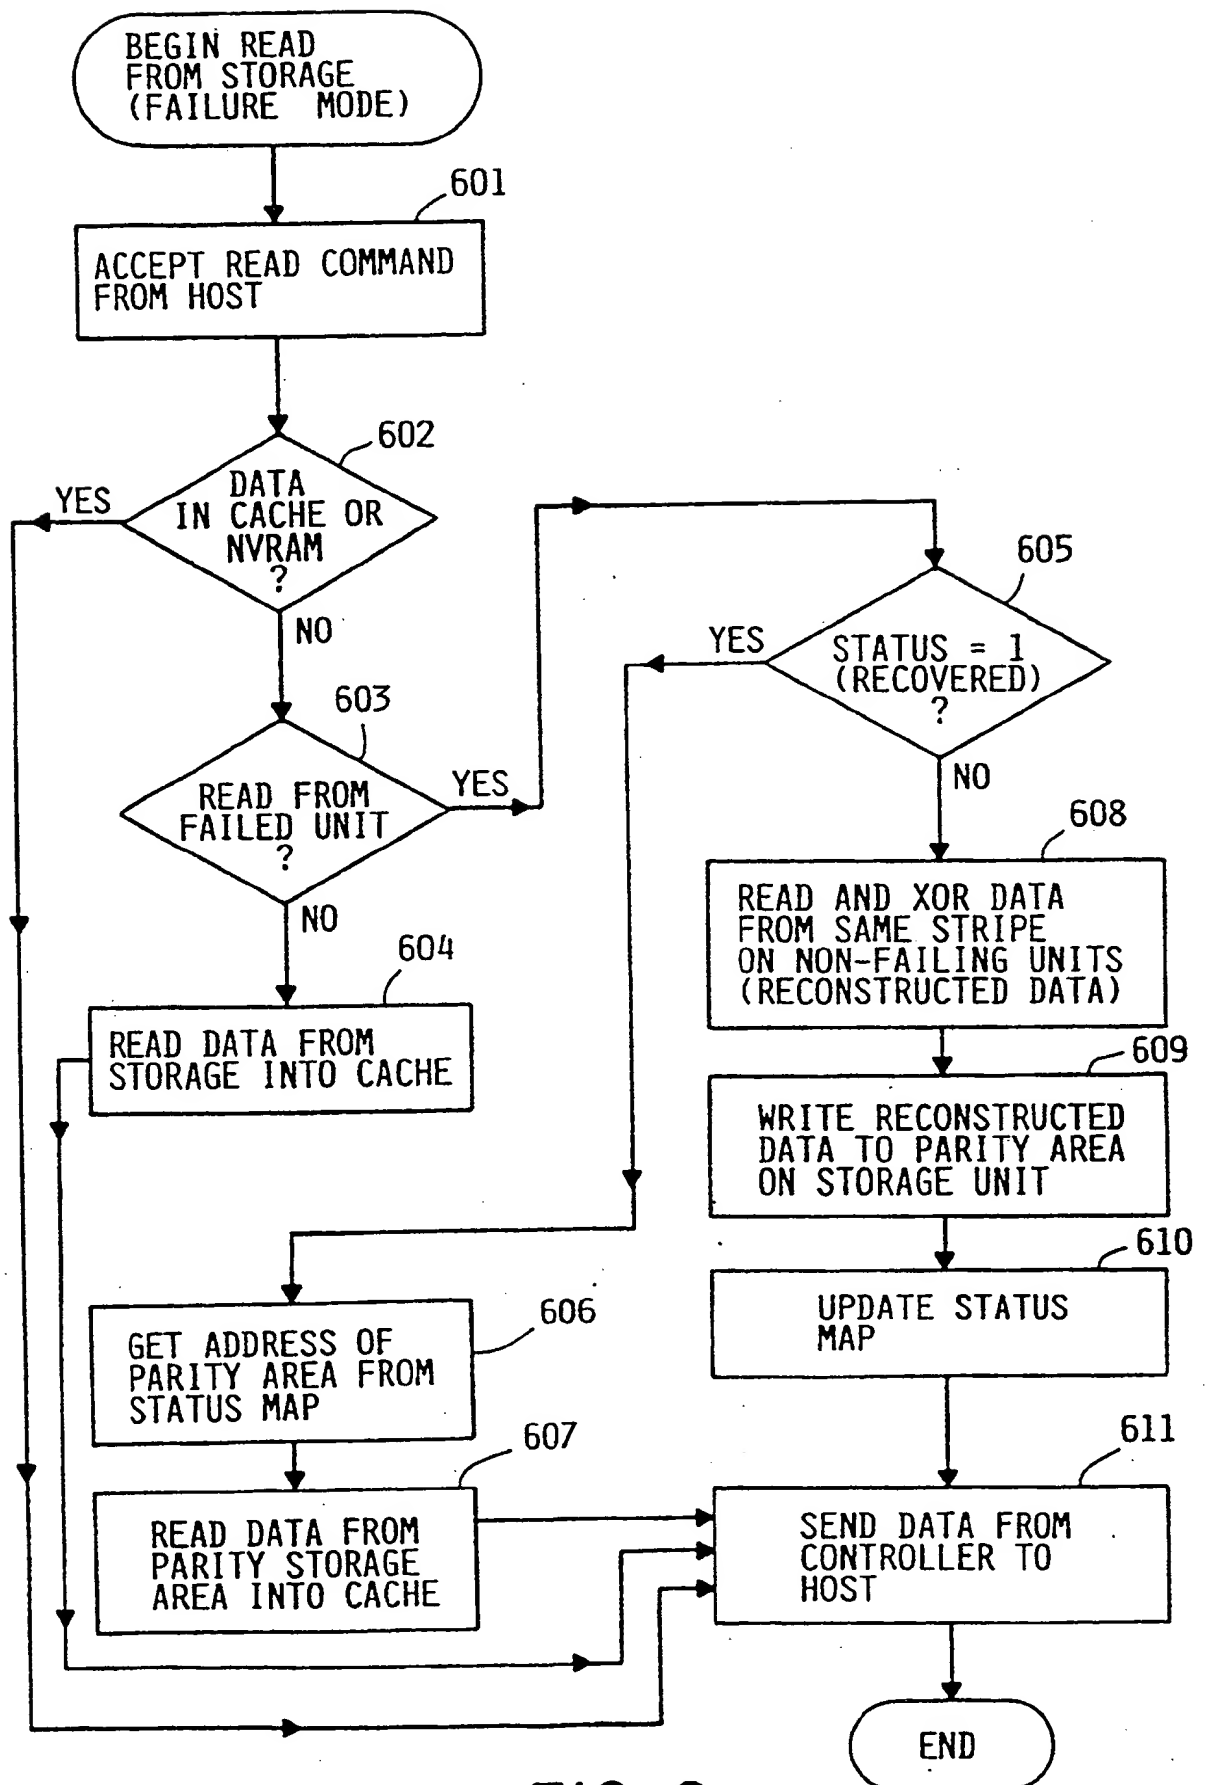 BEGIN READ
FROM STORAGE
(FAILURE MODE)
601
ACCEPT READ COMMAND
FROM HOST
602
DATA
IN CACHE OR
NVRAM
?
YES
NO
603
READ FROM
FAILED UNIT
?
YES
NO
604
READ DATA FROM
STORAGE INTO CACHE
605
STATUS = 1
(RECOVERED)
?
YES
NO
606
GET ADDRESS OF
PARITY AREA FROM
STATUS MAP
607
READ DATA FROM
PARITY STORAGE
AREA INTO CACHE
608
READ AND XOR DATA
FROM SAME STRIPE
ON NON-FAILING UNITS
(RECONSTRUCTED DATA)
609
WRITE RECONSTRUCTED
DATA TO PARITY AREA
ON STORAGE UNIT
610
UPDATE STATUS
MAP
611
SEND DATA FROM
CONTROLLER TO
HOST
END